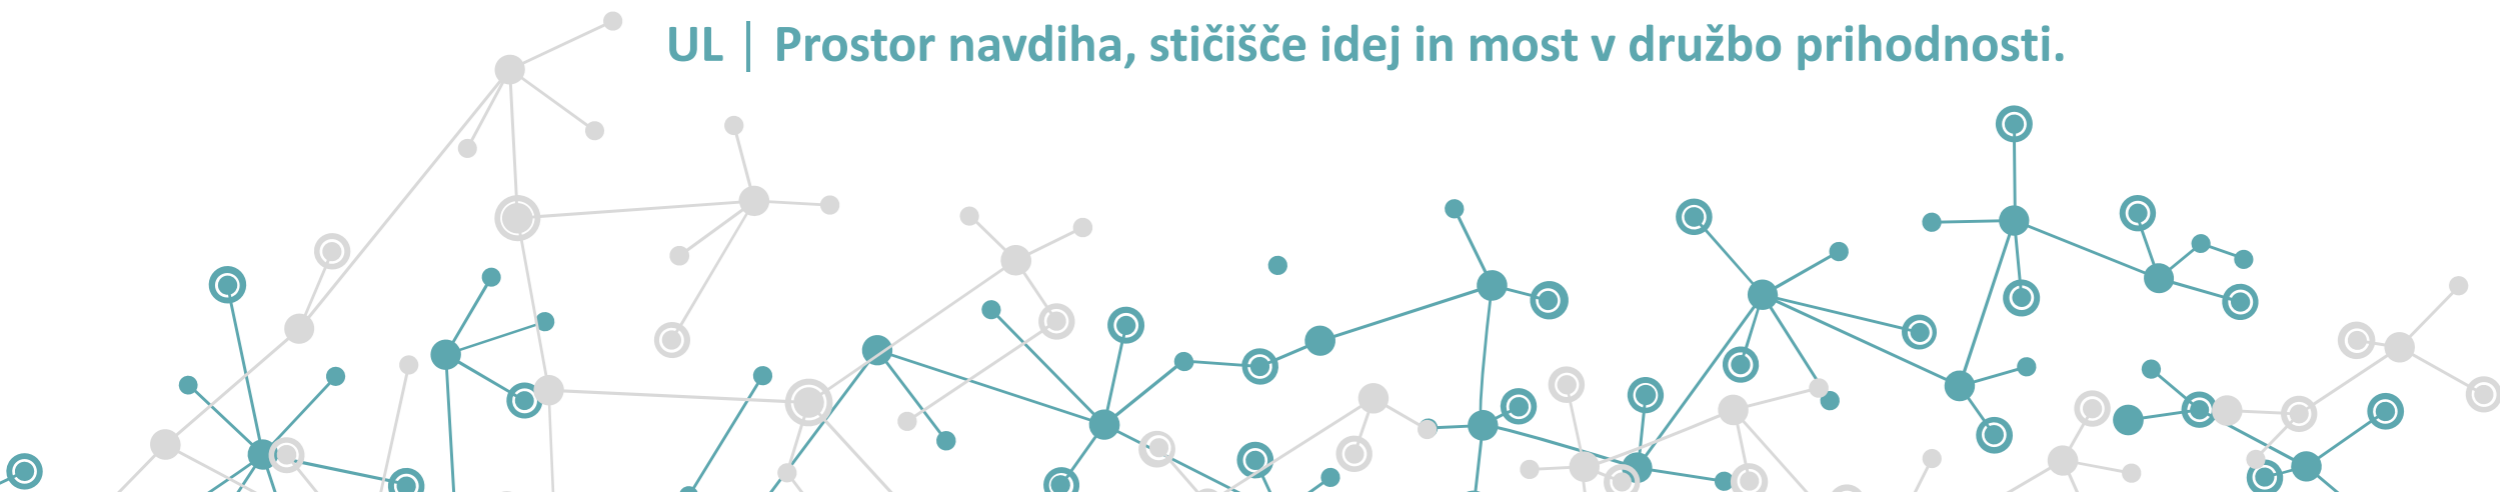 UL | Prostor navdiha, stičišče idej in most v družbo prihodnosti.